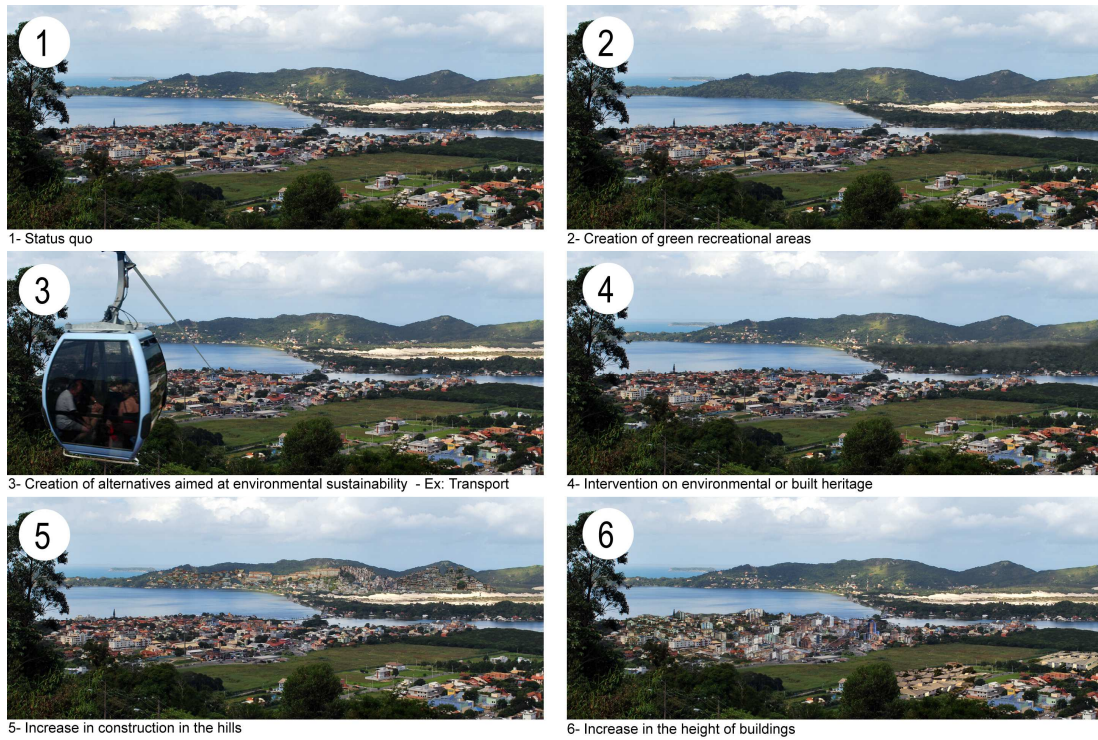 1
2
1- Status quo
2- Creation of green recreational areas
3
4
3- Creation of alternatives aimed at environmental sustainability - Ex: Transport
4- Intervention on environmental or built heritage
5
6
5- Increase in construction in the hills
6- Increase in the height of buildings